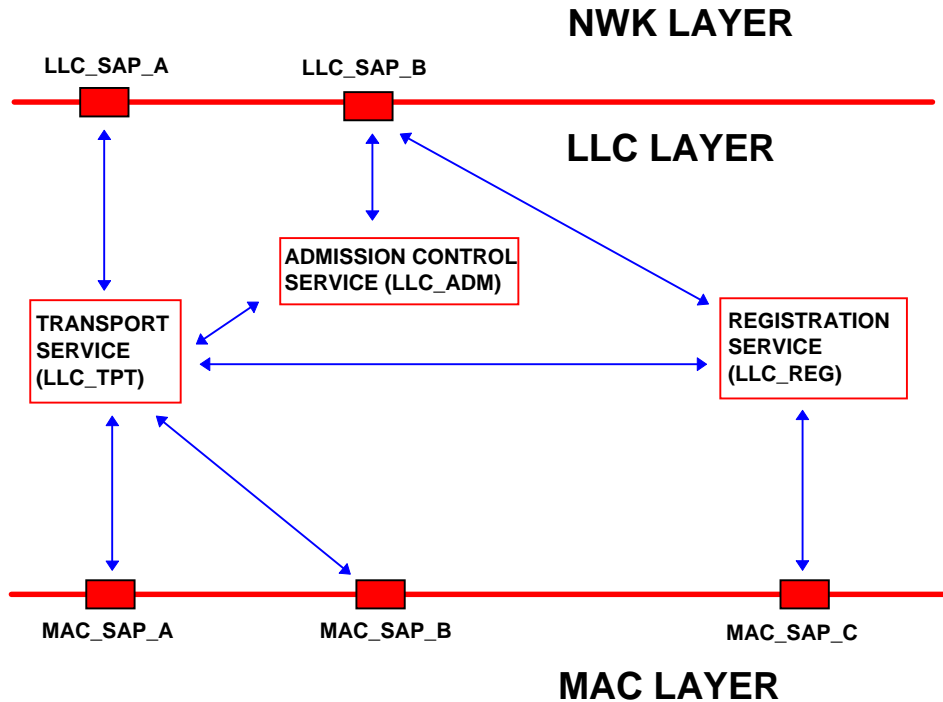 NWK LAYER
LLC_SAP_A
LLC_SAP_B
LLC LAYER
ADMISSION CONTROL
SERVICE (LLC_ADM)
TRANSPORT
SERVICE
(LLC_TPT)
REGISTRATION
SERVICE
(LLC_REG)
MAC_SAP_A
MAC_SAP_B
MAC_SAP_C
MAC LAYER